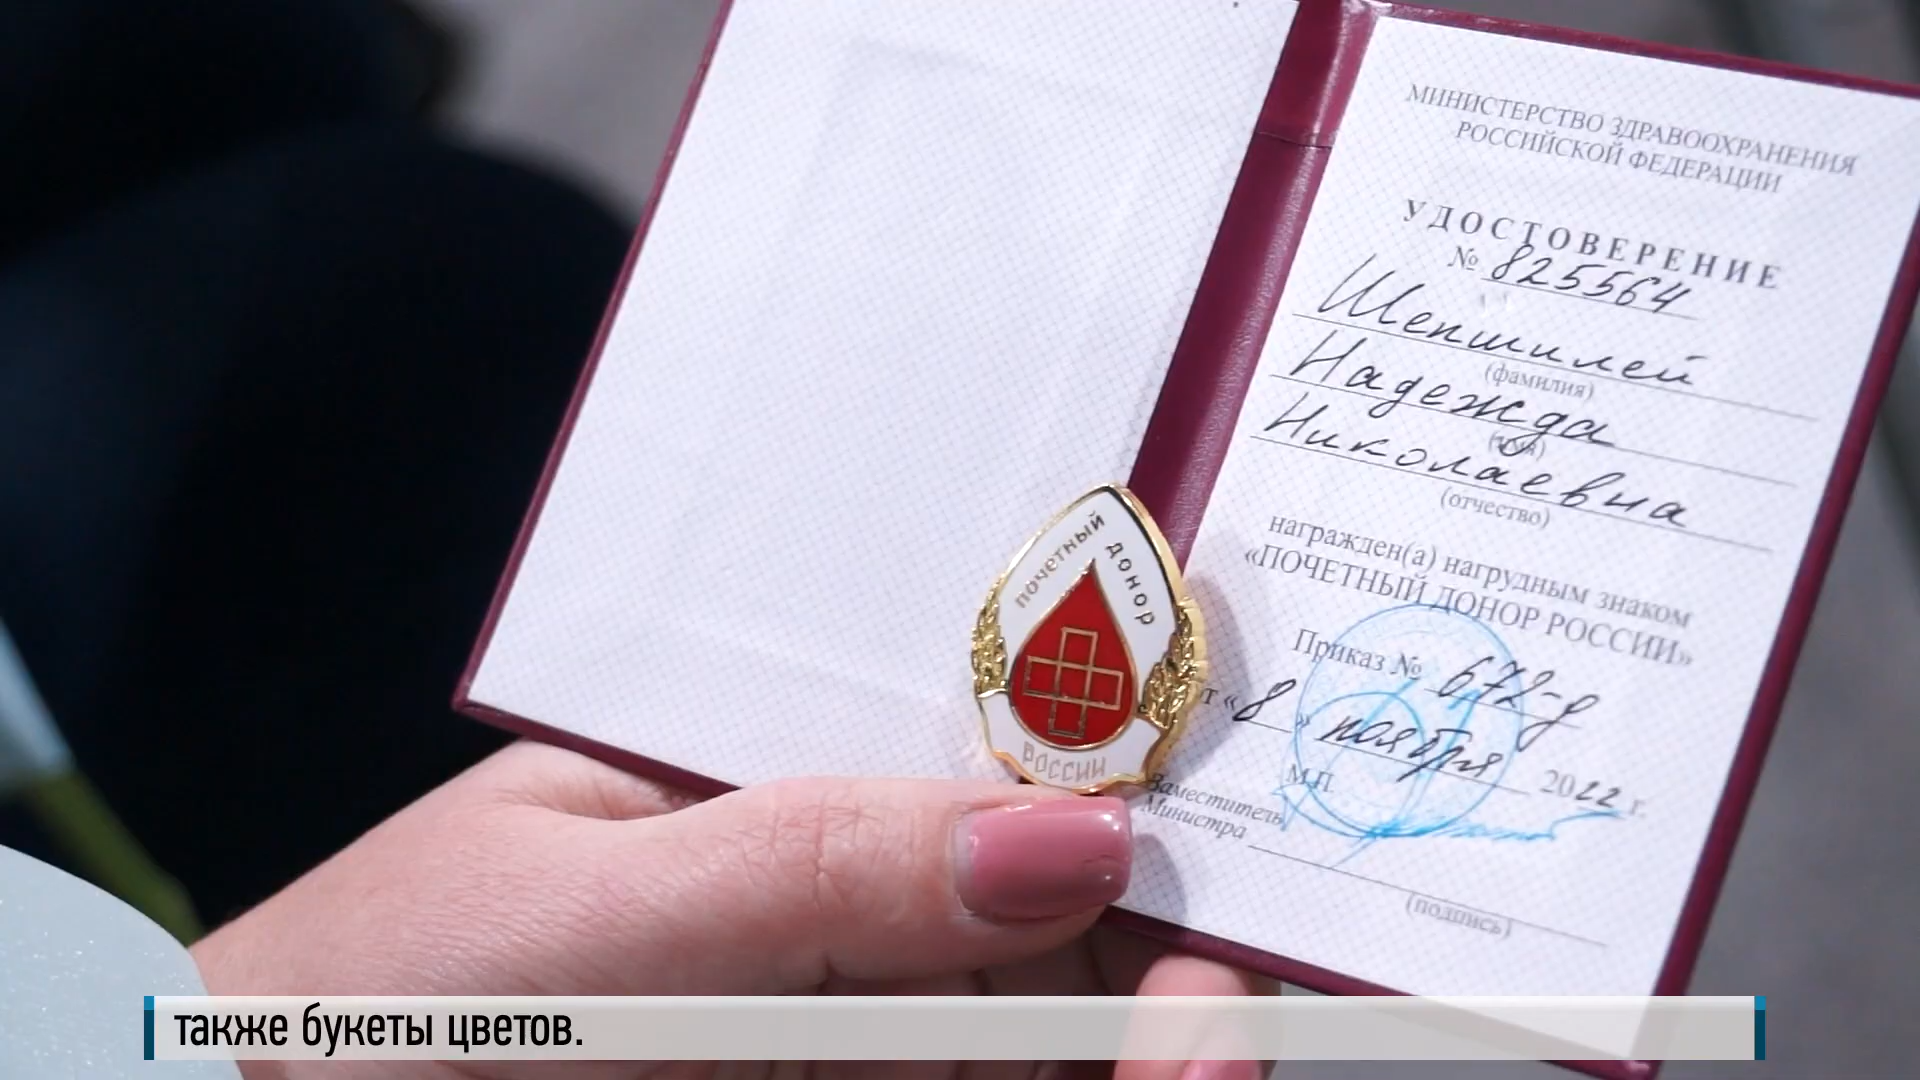 МИНИСТЕРСТВО ЗДРАВООХРАНЕНИЯ
РОССИЙСКОЙ ФЕДЕРАЦИИ
УДОСТОВЕРЕНИЕ
№ 825564
Шепшилей
(фамилия)
Надежда
(имя)
Николаевна
(отчество)
награжден(а) нагрудным знаком
«ПОЧЕТНЫЙ ДОНОР РОССИИ»
Приказ № 672-д
т «8» ноября 2022 г.
М.П.
Заместитель
Министра
(подпись)
почетный донор
РОССИИ
также букеты цветов.